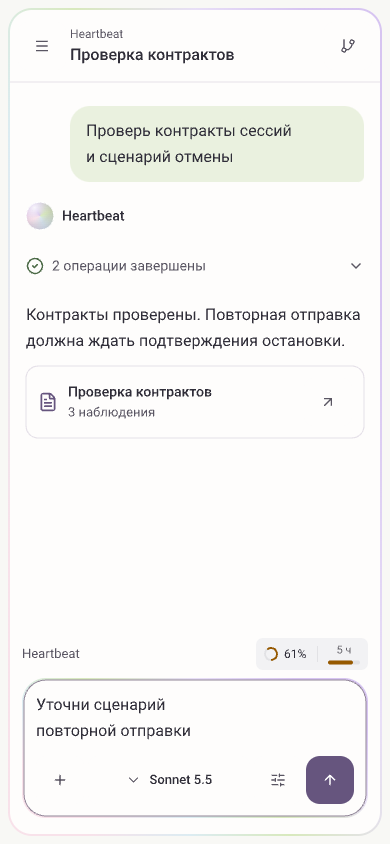 Heartbeat
Проверка контрактов
Проверь контракты сессий
и сценарий отмены
Heartbeat
2 операции завершены
Контракты проверены. Повторная отправка
должна ждать подтверждения остановки.
Проверка контрактов
3 наблюдения
Heartbeat
61%
5 ч
Уточни сценарий
повторной отправки
Sonnet 5.5